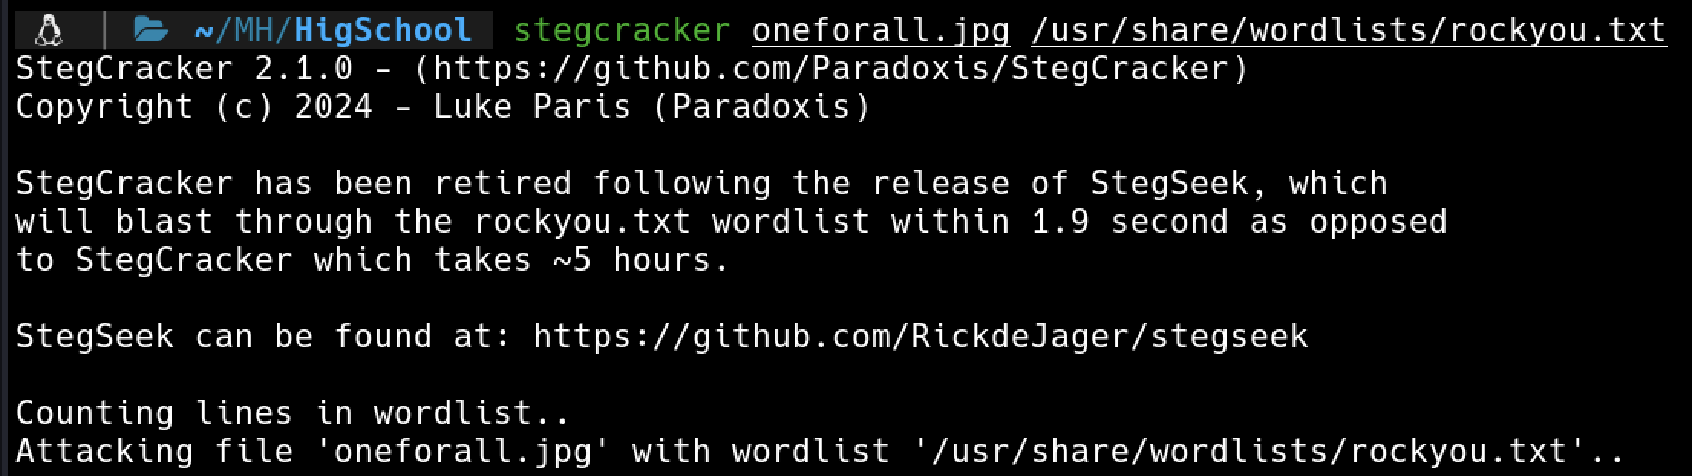 ~/MH/HigSchool stegcracker oneforall.jpg /usr/share/wordlists/rockyou.txt
StegCracker 2.1.0 - (https://github.com/Paradoxis/StegCracker)
Copyright (c) 2024 - Luke Paris (Paradoxis)
StegCracker has been retired following the release of StegSeek, which
will blast through the rockyou.txt wordlist within 1.9 second as opposed
to StegCracker which takes ~5 hours.
StegSeek can be found at: https://github.com/RickdeJager/stegseek
Counting lines in wordlist..
Attacking file 'oneforall.jpg' with wordlist '/usr/share/wordlists/rockyou.txt'..